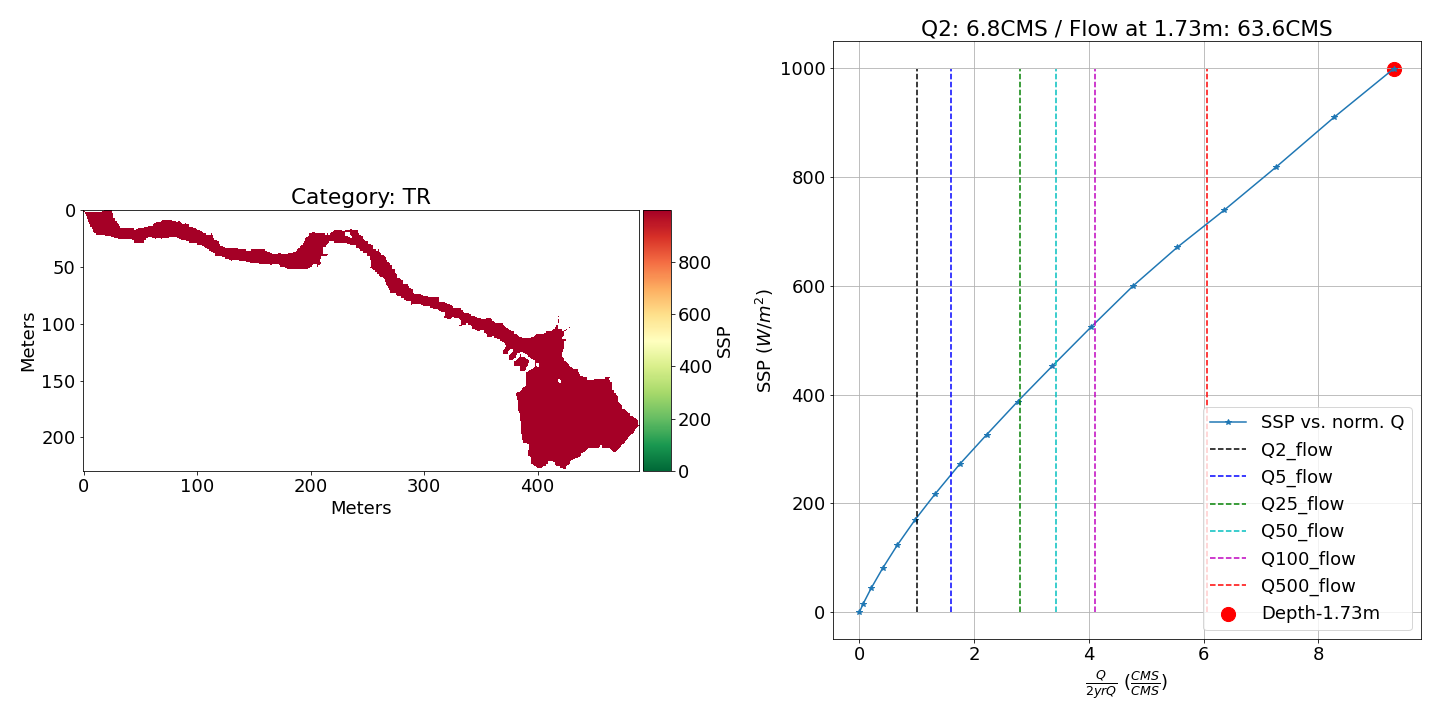 Category: TR
0
50
100
150
200
Meters
0
100
200
300
400
Meters
800
600
400
200
0
SSP
Q2: 6.8CMS / Flow at 1.73m: 63.6CMS
1000
800
600
400
200
0
SSP (W/m²)
0
2
4
6
8
Q/2yrQ (CMS/CMS)
SSP vs. norm. Q
Q2_flow
Q5_flow
Q25_flow
Q50_flow
Q100_flow
Q500_flow
Depth-1.73m